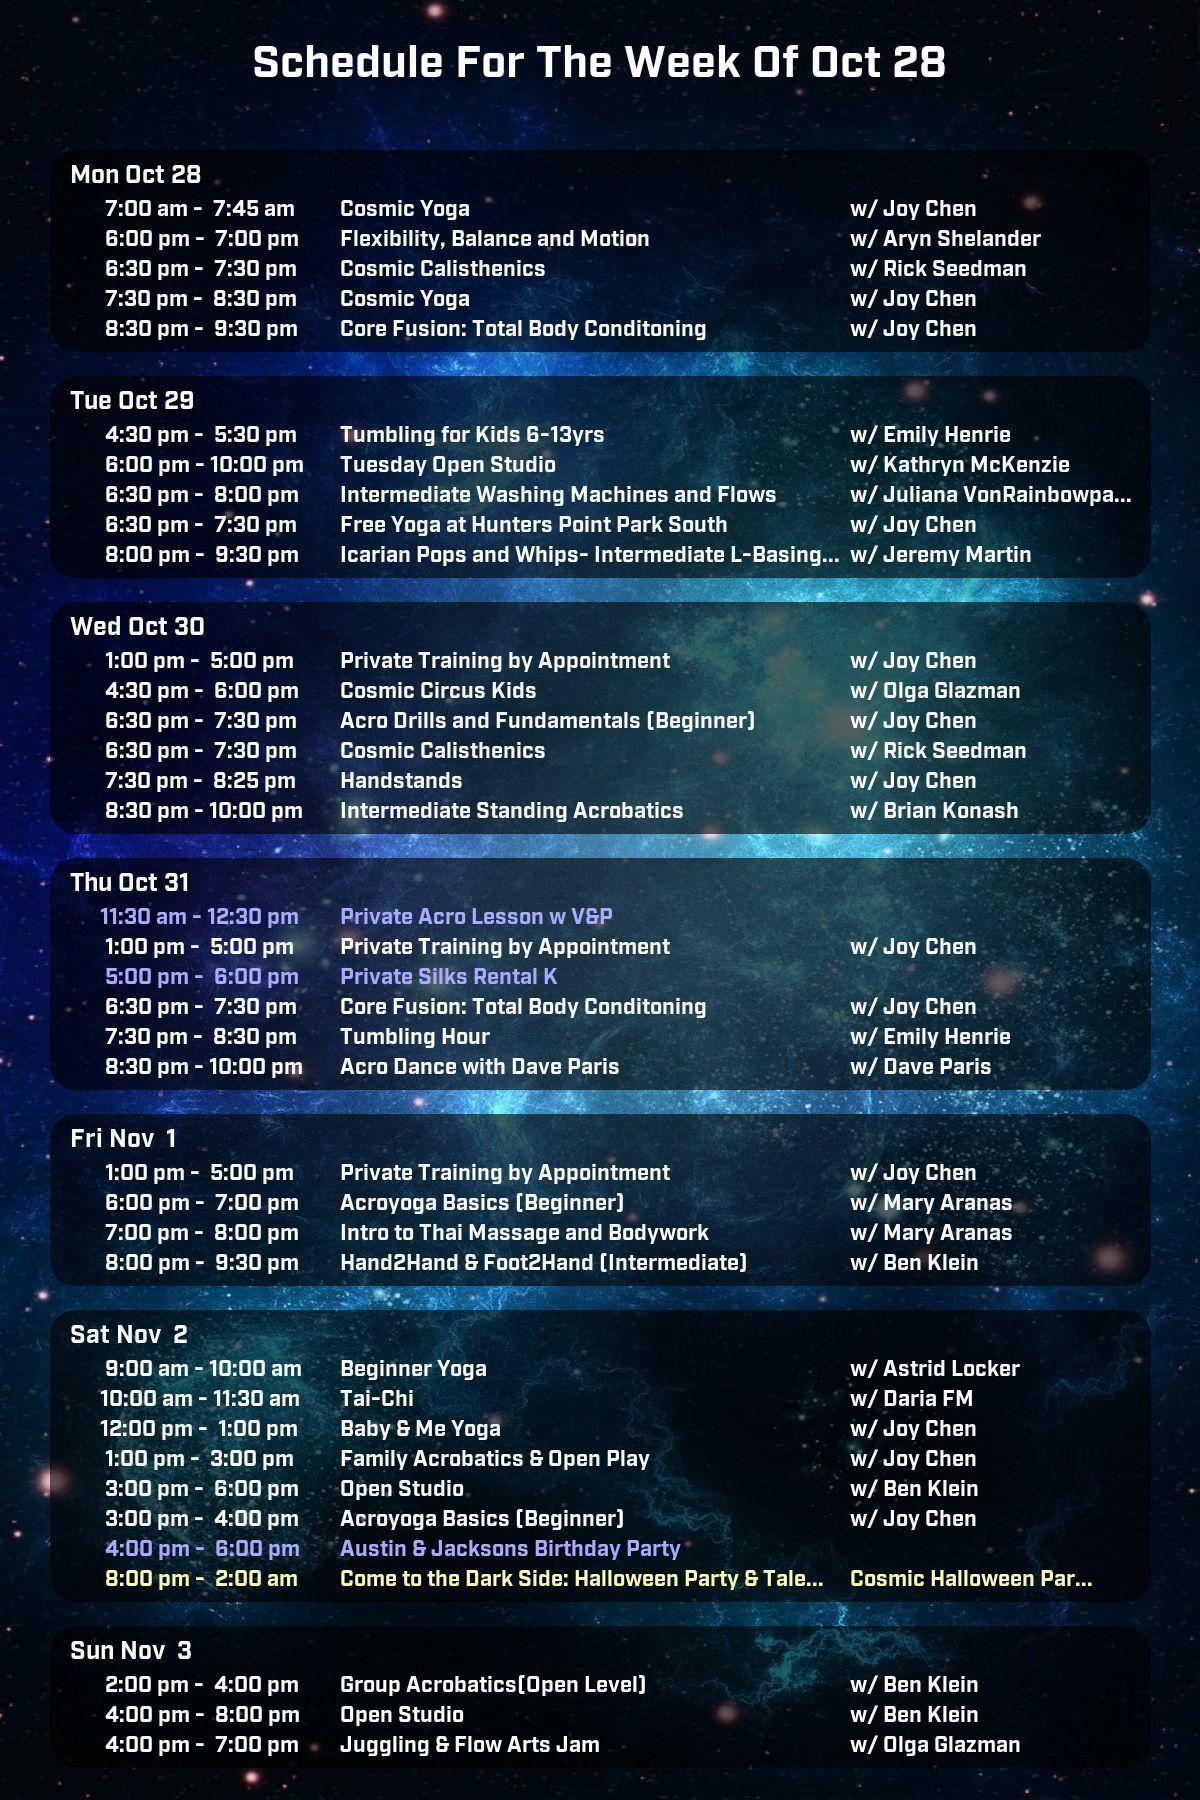 Schedule For The Week Of Oct 28
Mon Oct 28
7:00 am - 7:45 am Cosmic Yoga w/ Joy Chen
6:00 pm - 7:00 pm Flexibility, Balance and Motion w/ Aryn Shelander
6:30 pm - 7:30 pm Cosmic Calisthenics w/ Rick Seedman
7:30 pm - 8:30 pm Cosmic Yoga w/ Joy Chen
8:30 pm - 9:30 pm Core Fusion: Total Body Conditoning w/ Joy Chen
Tue Oct 29
4:30 pm - 5:30 pm Tumbling for Kids 6-13yrs w/ Emily Henrie
6:00 pm - 10:00 pm Tuesday Open Studio w/ Kathryn McKenzie
6:30 pm - 8:00 pm Intermediate Washing Machines and Flows w/ Juliana VonRainbowpa...
6:30 pm - 7:30 pm Free Yoga at Hunters Point Park South w/ Joy Chen
8:00 pm - 9:30 pm Icarian Pops and Whips- Intermediate L-Basing... w/ Jeremy Martin
Wed Oct 30
1:00 pm - 5:00 pm Private Training by Appointment w/ Joy Chen
4:30 pm - 6:00 pm Cosmic Circus Kids w/ Olga Glazman
6:30 pm - 7:30 pm Acro Drills and Fundamentals (Beginner) w/ Joy Chen
6:30 pm - 7:30 pm Cosmic Calisthenics w/ Rick Seedman
7:30 pm - 8:25 pm Handstands w/ Joy Chen
8:30 pm - 10:00 pm Intermediate Standing Acrobatics w/ Brian Konash
Thu Oct 31
11:30 am - 12:30 pm Private Acro Lesson w V&P
1:00 pm - 5:00 pm Private Training by Appointment w/ Joy Chen
5:00 pm - 6:00 pm Private Silks Rental K
6:30 pm - 7:30 pm Core Fusion: Total Body Conditoning w/ Joy Chen
7:30 pm - 8:30 pm Tumbling Hour w/ Emily Henrie
8:30 pm - 10:00 pm Acro Dance with Dave Paris w/ Dave Paris
Fri Nov 1
1:00 pm - 5:00 pm Private Training by Appointment w/ Joy Chen
6:00 pm - 7:00 pm Acroyoga Basics (Beginner) w/ Mary Aranas
7:00 pm - 8:00 pm Intro to Thai Massage and Bodywork w/ Mary Aranas
8:00 pm - 9:30 pm Hand2Hand & Foot2Hand (Intermediate) w/ Ben Klein
Sat Nov 2
9:00 am - 10:00 am Beginner Yoga w/ Astrid Locker
10:00 am - 11:30 am Tai-Chi w/ Daria FM
12:00 pm - 1:00 pm Baby & Me Yoga w/ Joy Chen
1:00 pm - 3:00 pm Family Acrobatics & Open Play w/ Joy Chen
3:00 pm - 6:00 pm Open Studio w/ Ben Klein
3:00 pm - 4:00 pm Acroyoga Basics (Beginner) w/ Joy Chen
4:00 pm - 6:00 pm Austin & Jacksons Birthday Party
8:00 pm - 2:00 am Come to the Dark Side: Halloween Party & Tale... Cosmic Halloween Par...
Sun Nov 3
2:00 pm - 4:00 pm Group Acrobatics(Open Level) w/ Ben Klein
4:00 pm - 8:00 pm Open Studio w/ Ben Klein
4:00 pm - 7:00 pm Juggling & Flow Arts Jam w/ Olga Glazman